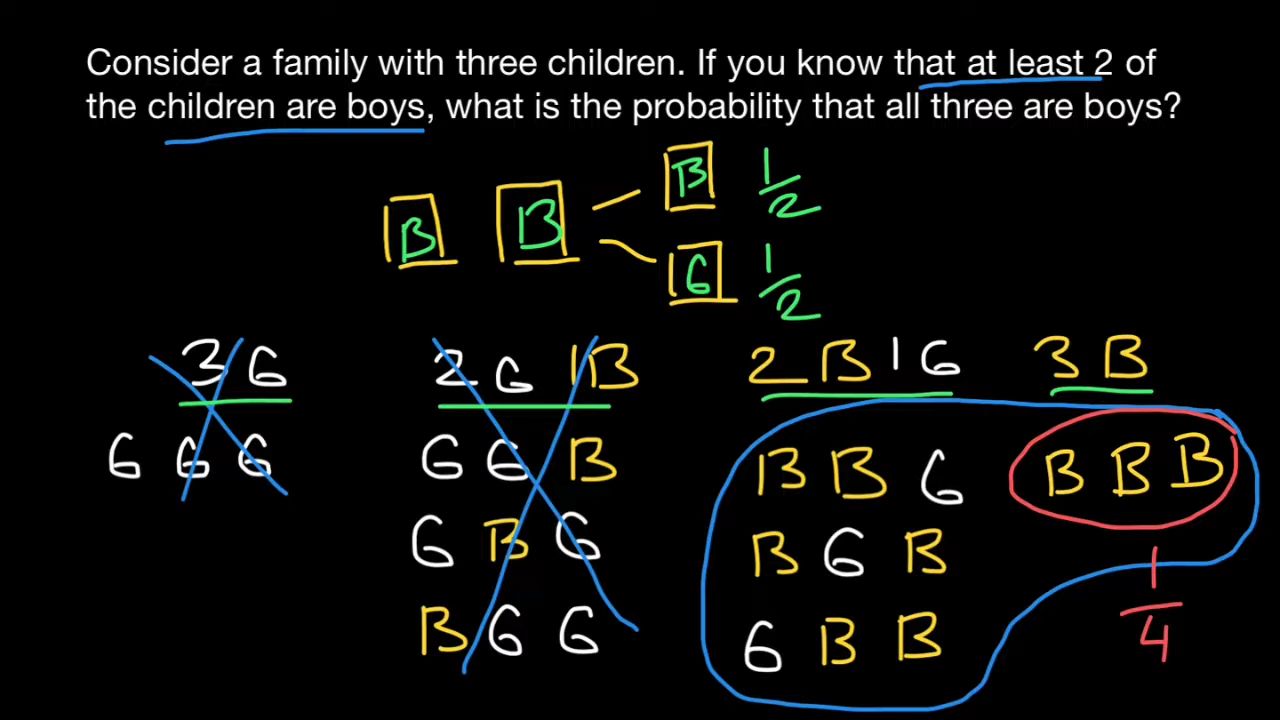 Consider a family with three children. If you know that at least 2 of
the children are boys, what is the probability that all three are boys?
B B B 1/2
G 1/2
3 G 2 G 1B 2 B 1 G 3 B
G G G G G B B B G B B B
G B G B G B
B G G G B B 1/4